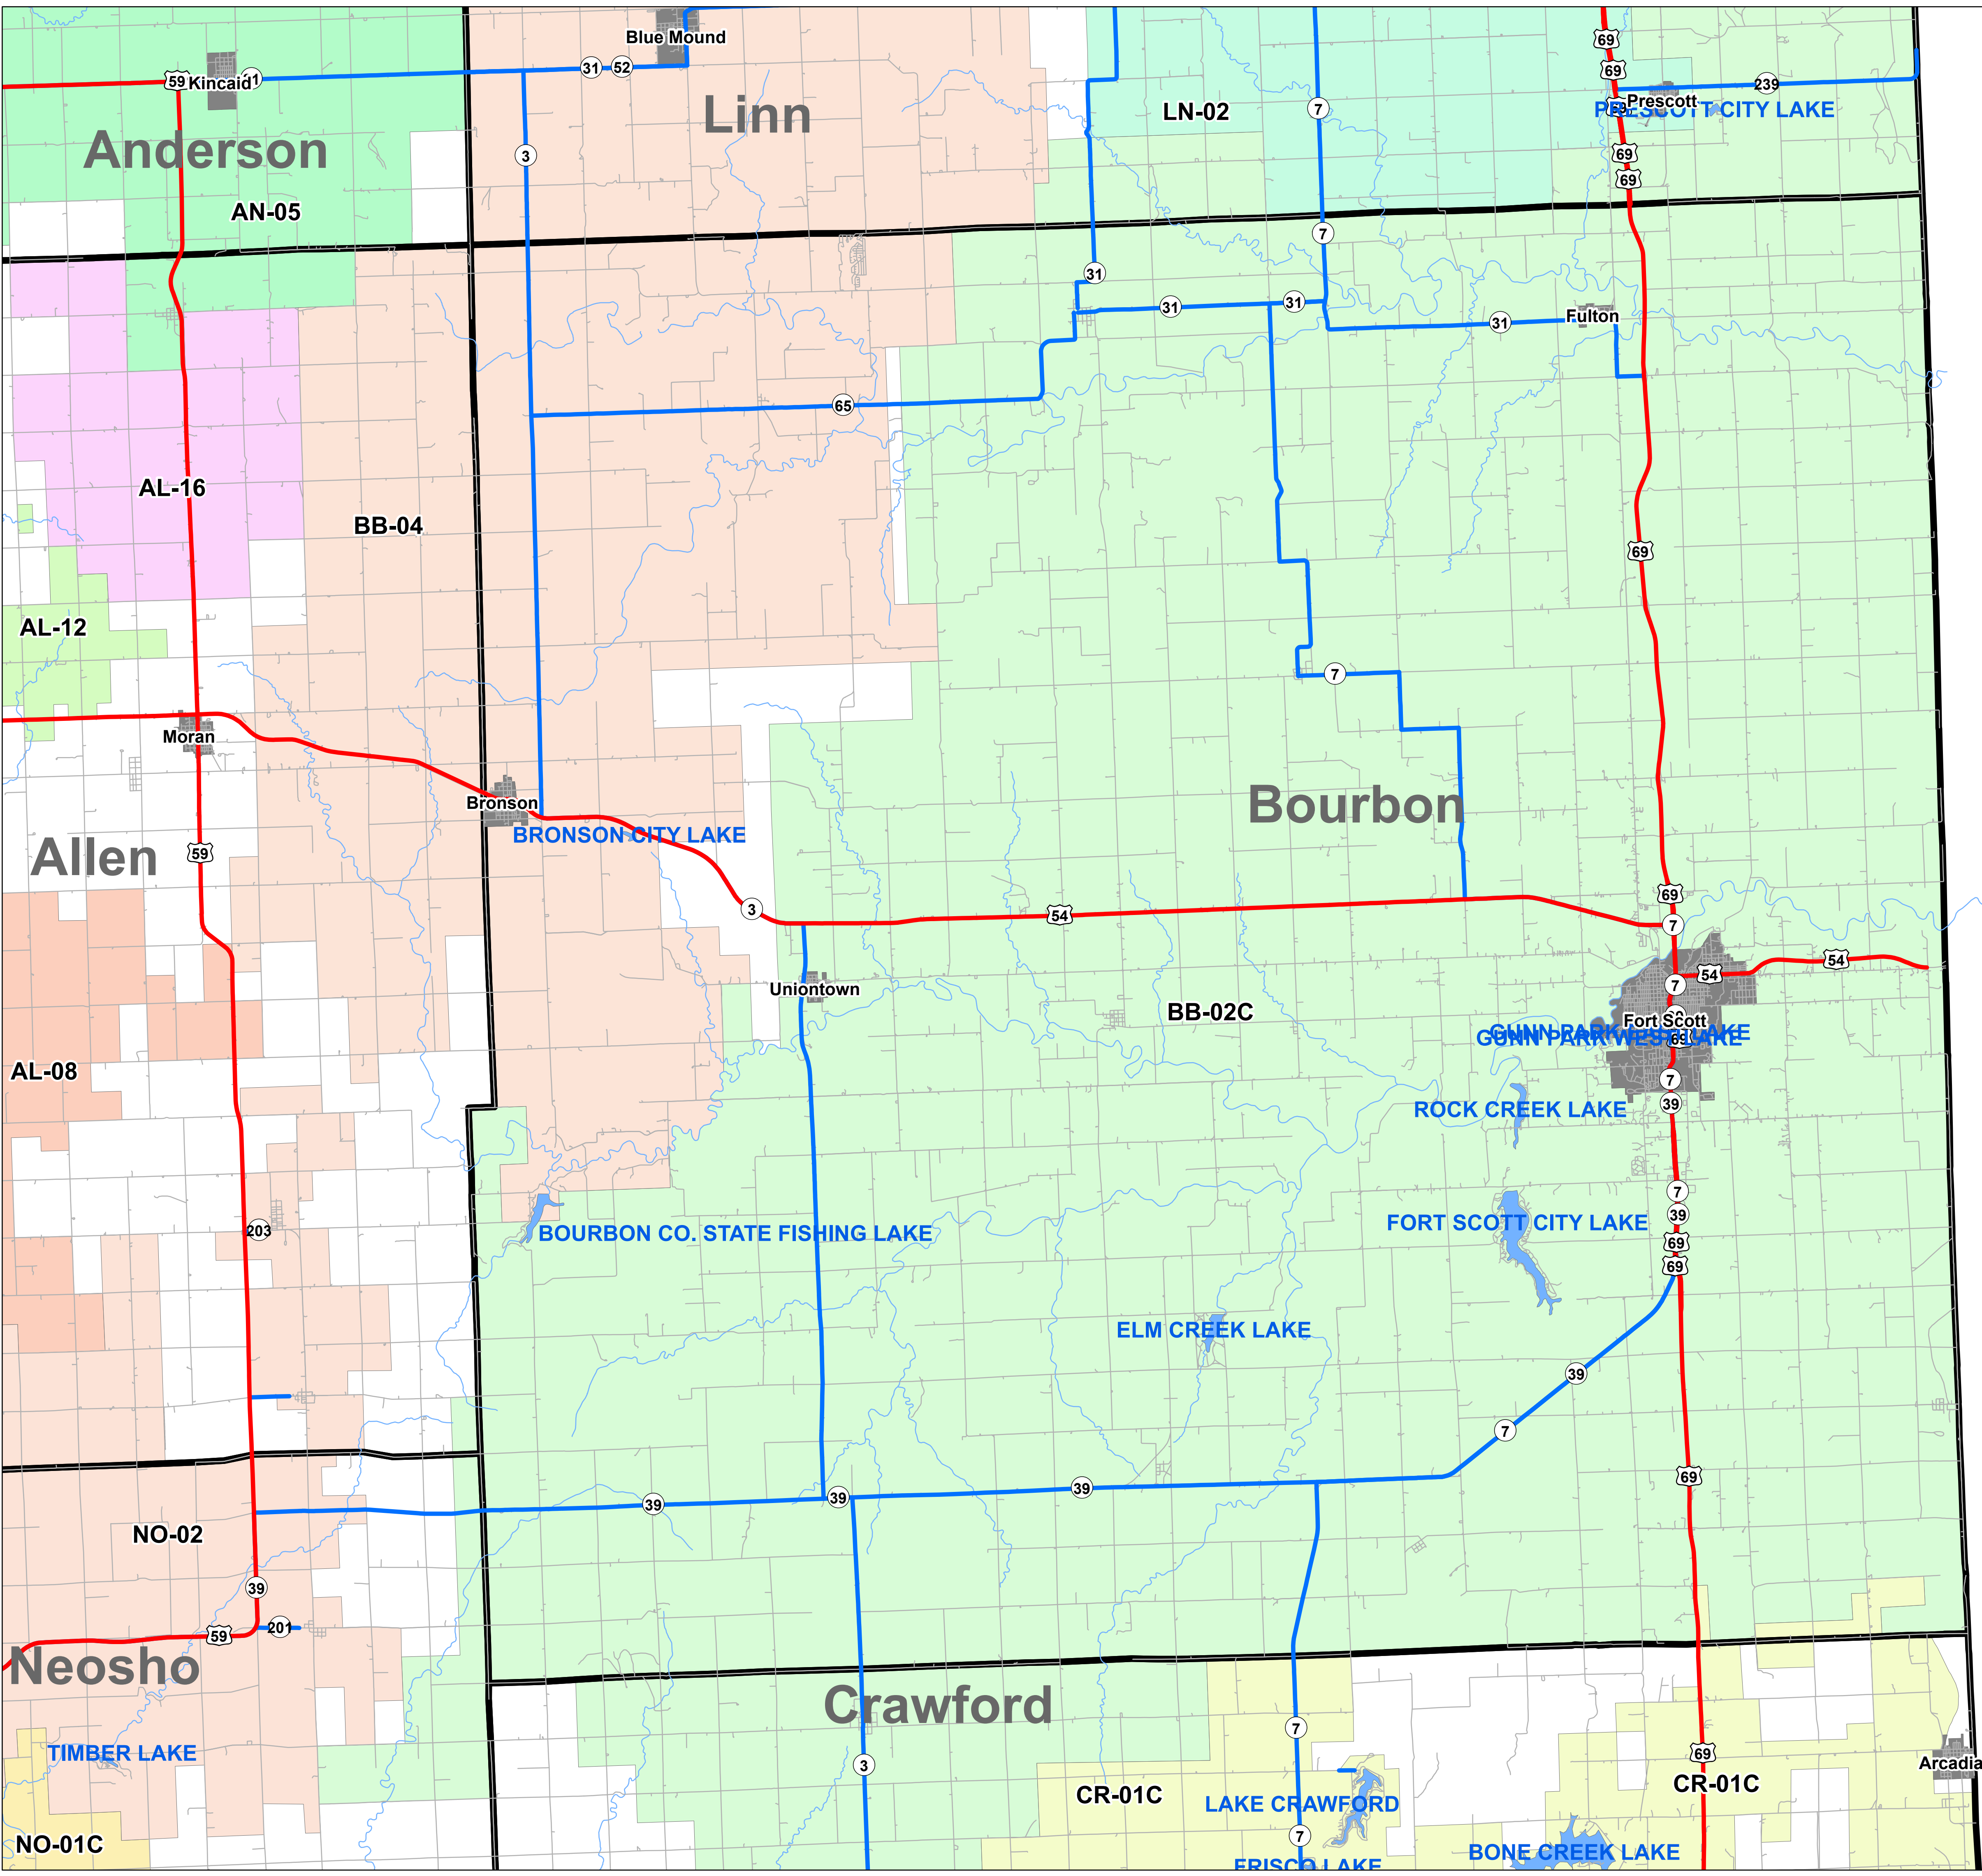 Blue Mound
69
31
52
69
59
Kincaid
1
239
Prescott
PRESCOTT CITY LAKE
7
LN-02
Linn
Anderson
3
69
69
AN-05
7
31
31
31
31
Fulton
65
AL-16
BB-04
69
AL-12
7
Moran
Bronson
BRONSON CITY LAKE
Bourbon
Allen
59
69
3
54
7
54
54
7
Uniontown
BB-02C
Fort Scott
GUNN PARK WEST LAKE
69
AL-08
7
39
ROCK CREEK LAKE
7
39
FORT SCOTT CITY LAKE
203
BOURBON CO. STATE FISHING LAKE
69
69
ELM CREEK LAKE
39
7
69
39
39
39
NO-02
39
201
59
Neosho
Crawford
7
TIMBER LAKE
69
3
Arcadia
CR-01C
CR-01C
LAKE CRAWFORD
7
NO-01C
BONE CREEK LAKE
FRISCO LAKE